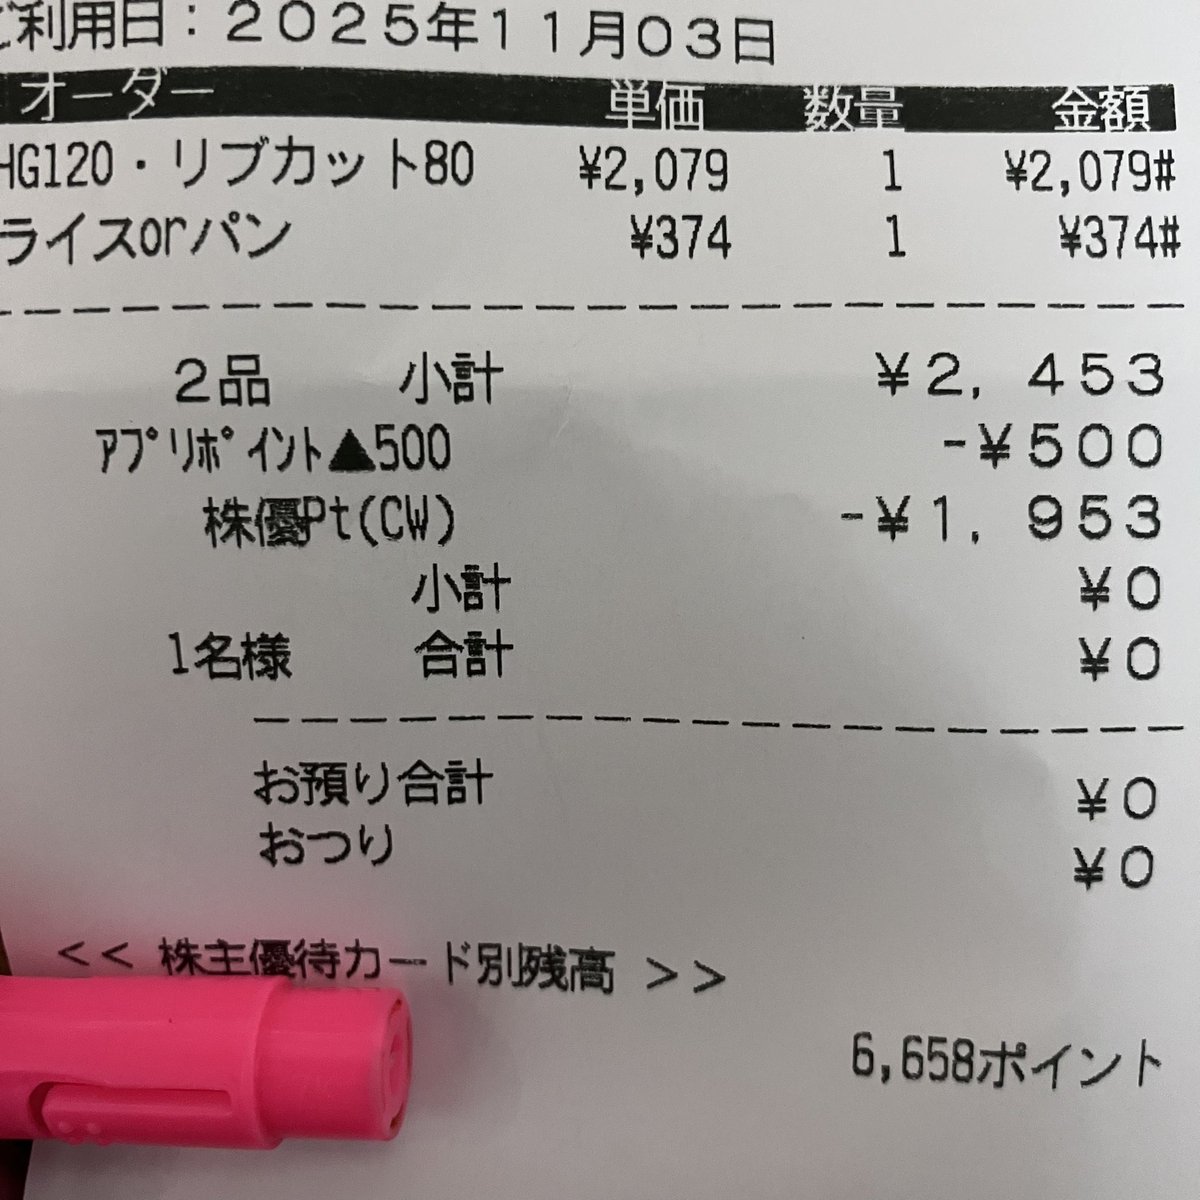 ご利用日：2025年11月03日
オーダー 単価 数量 金額
HG120・リブカット80 ¥2,079 1 ¥2,079#
ライスorパン ¥374 1 ¥374#
2品 小計 ¥2,453
ｱﾌﾟﾘﾎﾟｲﾝﾄ▲500 -¥500
株優Pt(CW) -¥1,953
小計 ¥0
1名様 合計 ¥0
お預り合計 ¥0
おつり ¥0
<< 株主優待カード別残高 >>
6,658ポイント